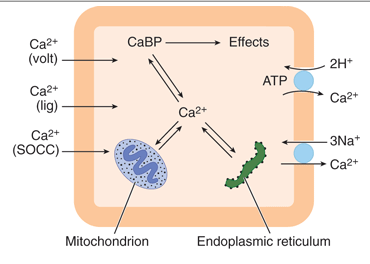 Ca²⁺
(volt)
CaBP
Effects
Ca²⁺
(lig)
Ca²⁺
(SOCC)
Ca²⁺
ATP
2H⁺
Ca²⁺
3Na⁺
Ca²⁺
Mitochondrion
Endoplasmic reticulum